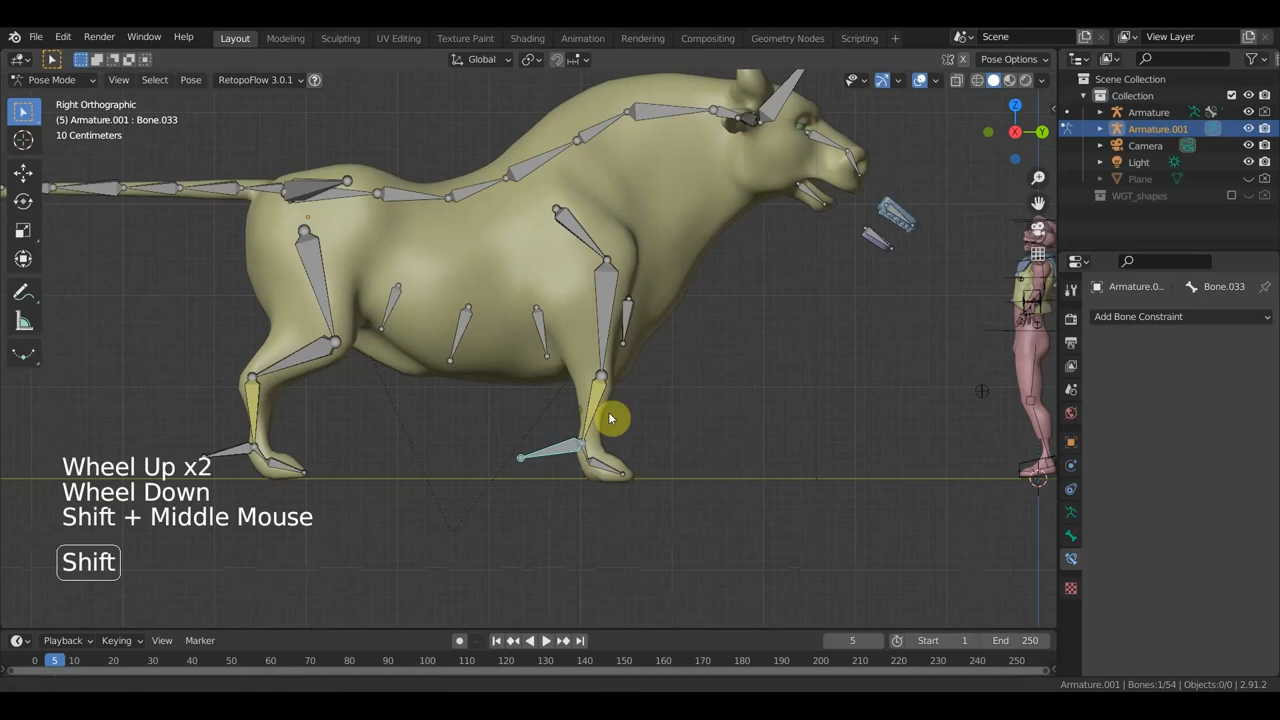 File Edit Render Window Help Layout Modeling Sculpting UV Editing Texture Paint Shading Animation Rendering Compositing Geometry Nodes Scripting + Scene View Layer
Global Pose Options
Pose Mode View Select Pose RetopoFlow 3.0.1 ?
Scene Collection
Collection
Armature
Armature.001
Camera
Light
Plane
WGT_shapes
Right Orthographic
(5) Armature.001 : Bone.033
10 Centimeters
Z
X
Y
Armature.0... Bone.033
Add Bone Constraint
Wheel Up x2
Wheel Down
Shift + Middle Mouse
Shift
Playback Keying View Marker 5 Start 1 End 250
0 5 10 20 30 40 50 60 70 80 90 100 110 120 130 140 150 160 170 180 190 200 210 220 230 240 250
Armature.001 | Bones:1/54 | Objects:0/0 | 2.91.2